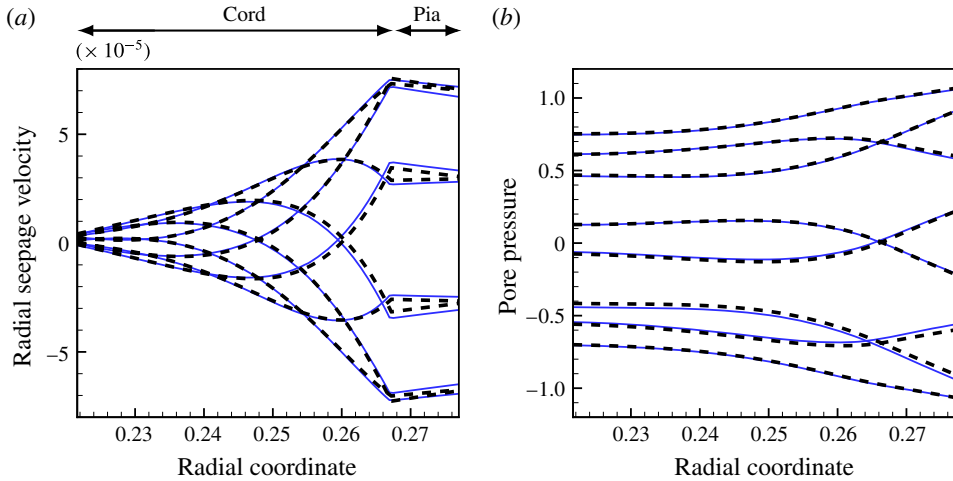 (a)
Cord
Pia
(b)
(× 10⁻⁵)
5
0
−5
Radial seepage velocity
0.23
0.24
0.25
0.26
0.27
Radial coordinate
1.0
0.5
0
−0.5
−1.0
Pore pressure
0.23
0.24
0.25
0.26
0.27
Radial coordinate